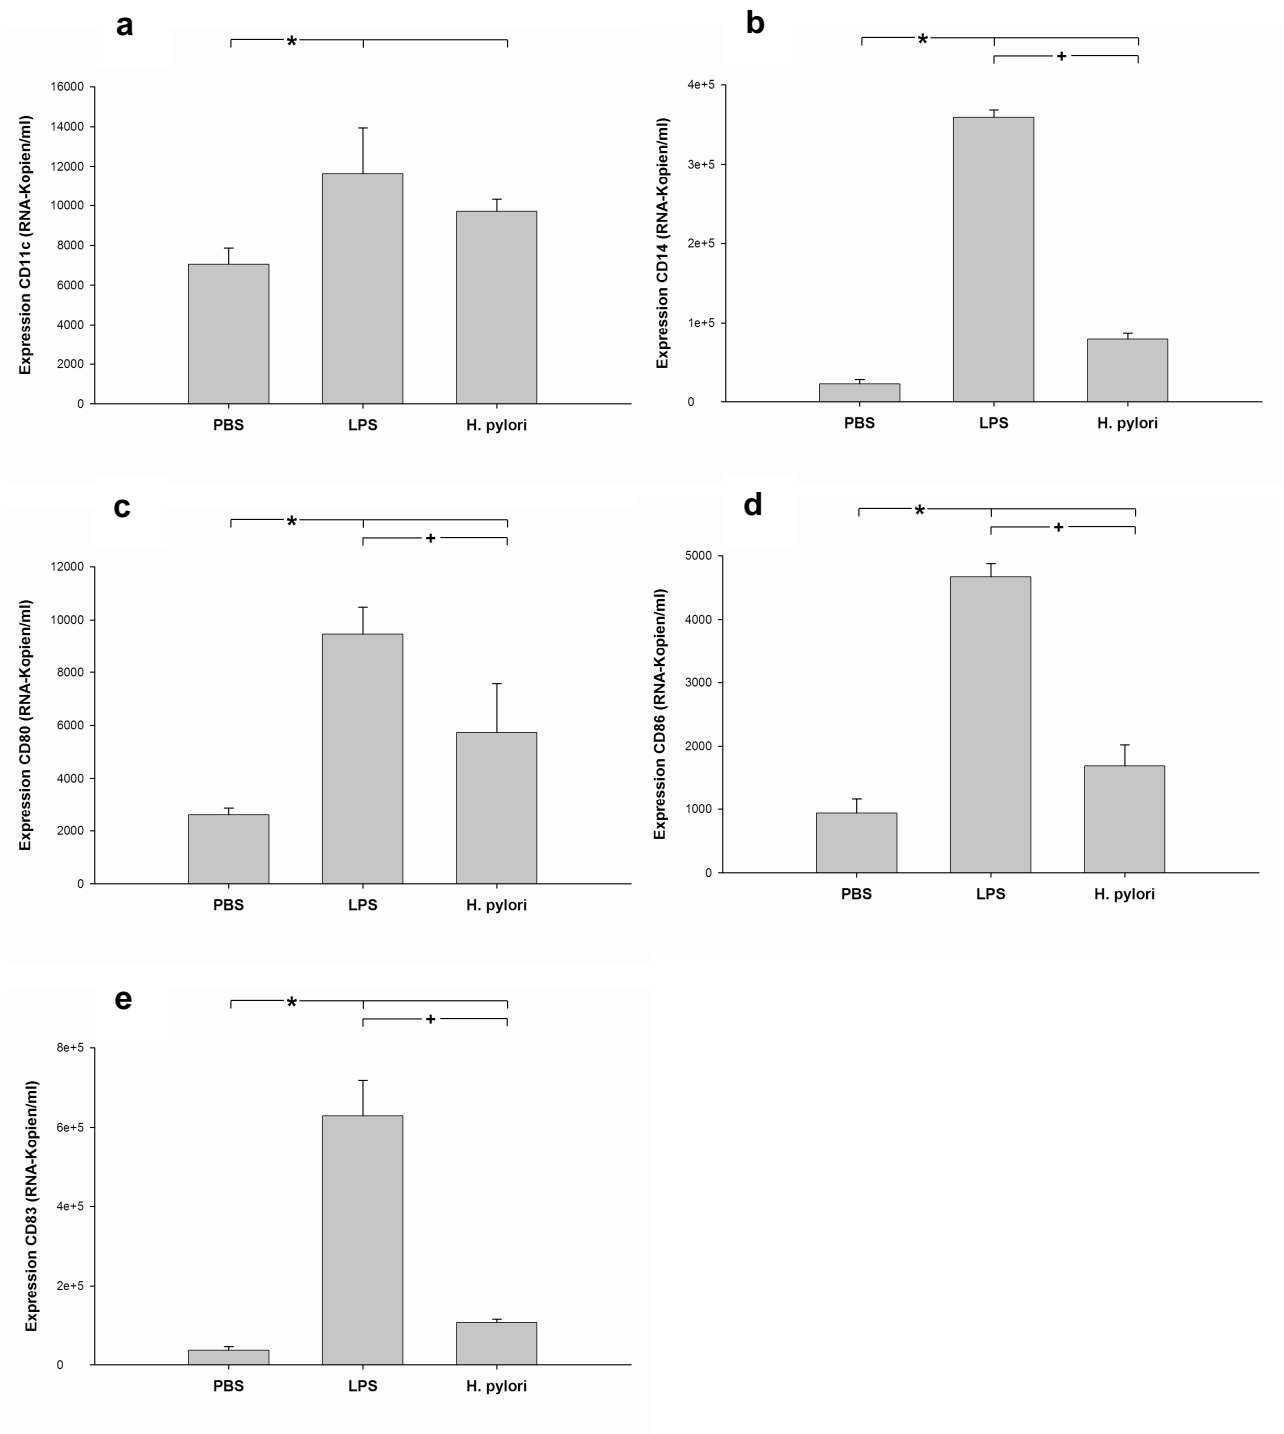 a
*
16000
14000
12000
10000
8000
6000
4000
2000
0
Expression CD11c (RNA-Kopien/ml)
PBS LPS H. pylori
b
*
+
4e+5
3e+5
2e+5
1e+5
0
Expression CD14 (RNA-Kopien/ml)
PBS LPS H. pylori
c
*
+
12000
10000
8000
6000
4000
2000
0
Expression CD80 (RNA-Kopien/ml)
PBS LPS H. pylori
d
*
+
5000
4000
3000
2000
1000
0
Expression CD86 (RNA-Kopien/ml)
PBS LPS H. pylori
e
*
+
8e+5
6e+5
4e+5
2e+5
0
Expression CD83 (RNA-Kopien/ml)
PBS LPS H. pylori